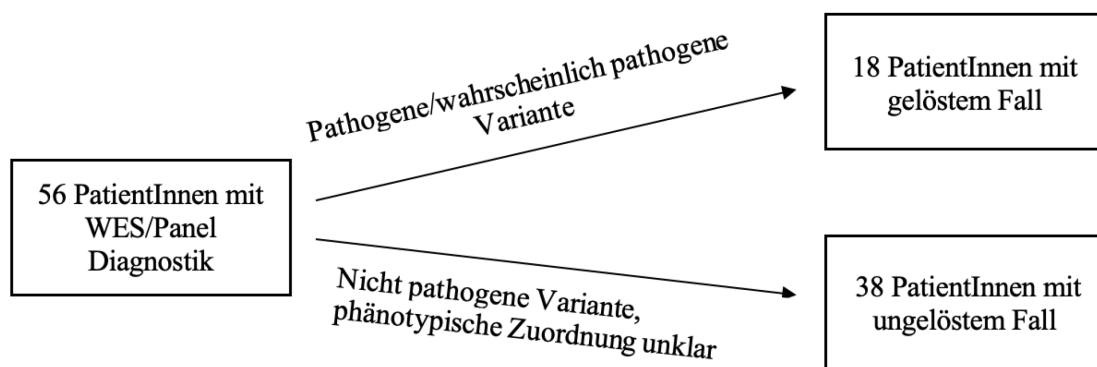 56 PatientInnen mit
WES/Panel
Diagnostik
Pathogene/wahrscheinlich pathogene
Variante
18 PatientInnen mit
gelöstem Fall
Nicht pathogene Variante,
phänotypische Zuordnung unklar
38 PatientInnen mit
ungelöstem Fall